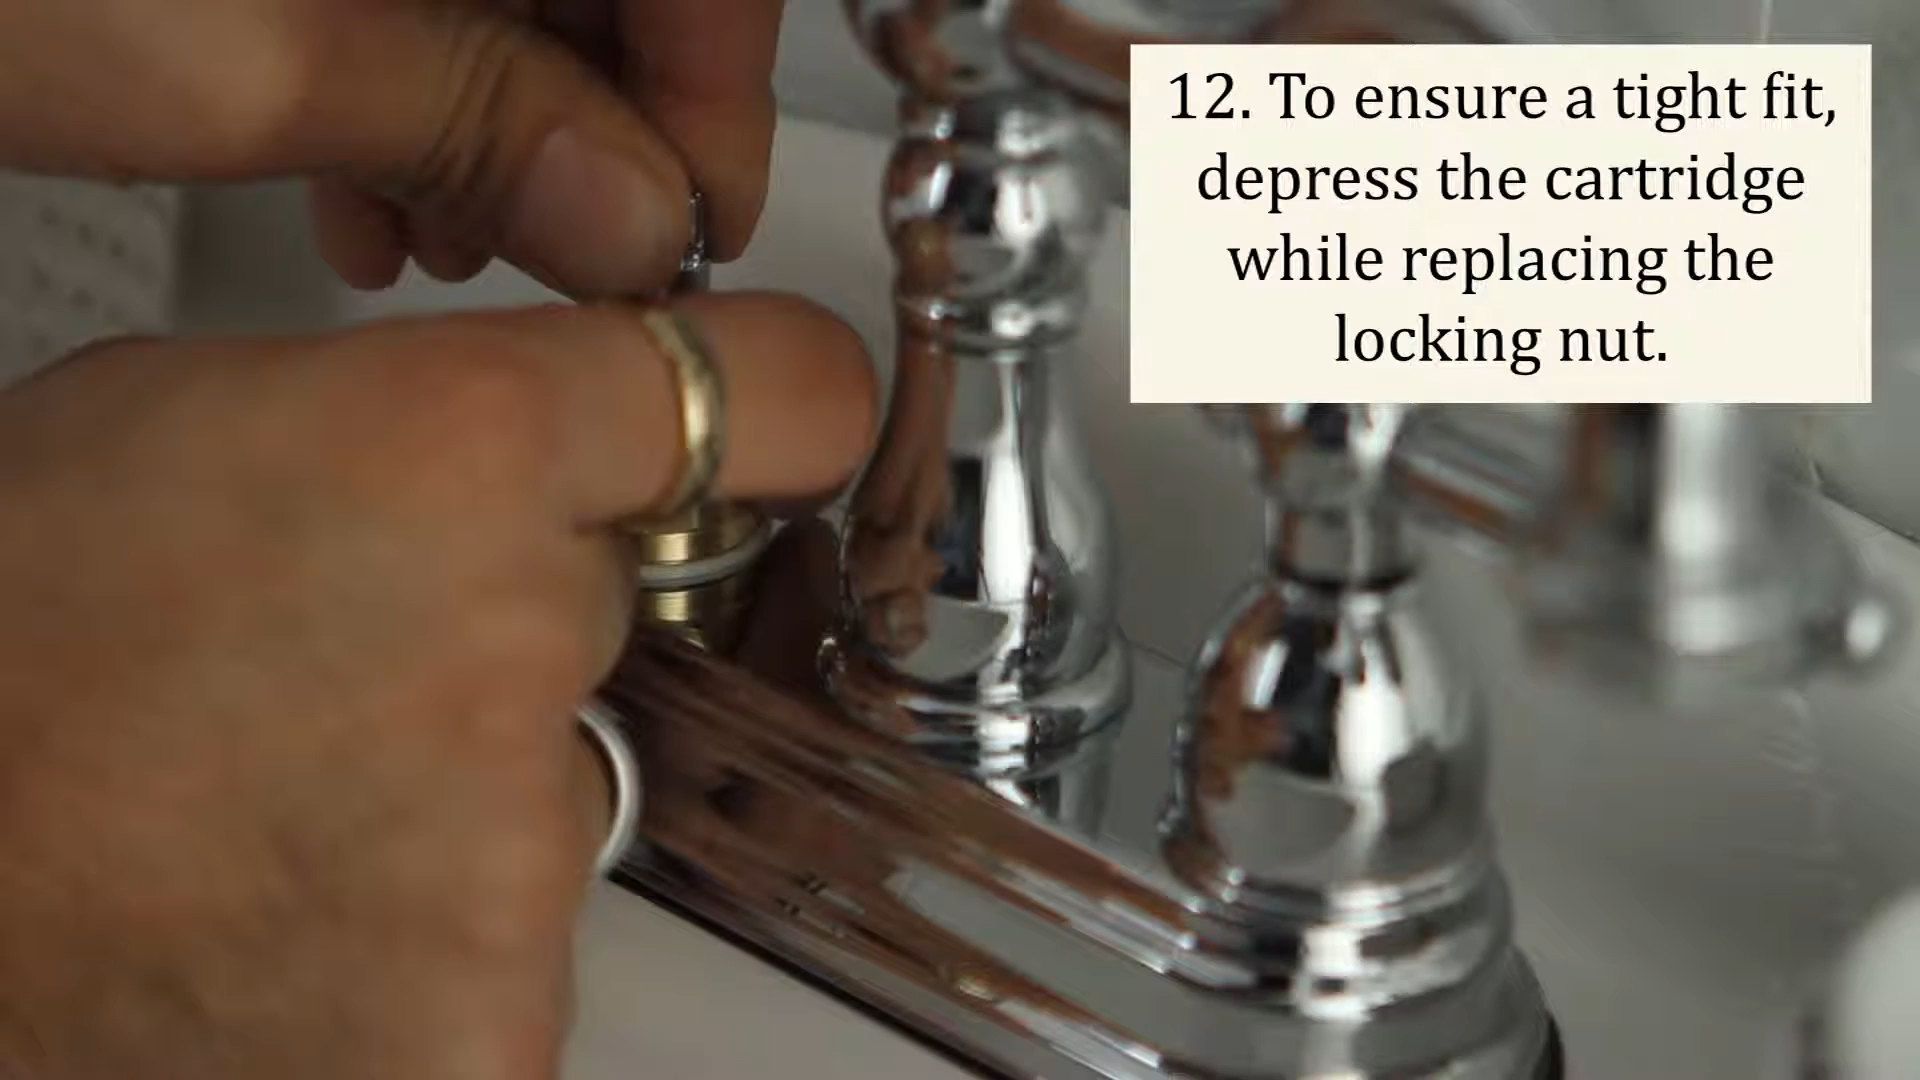 12. To ensure a tight fit,
depress the cartridge
while replacing the
locking nut.